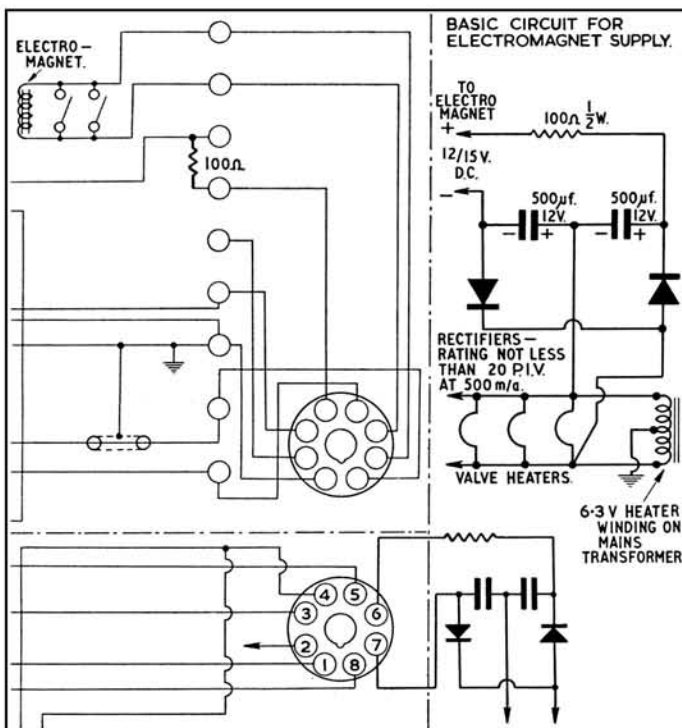 BASIC CIRCUIT FOR
ELECTROMAGNET SUPPLY.
ELECTRO-
MAGNET.
100Ω
TO
ELECTRO
MAGNET
+
100Ω ½W.
12/15V.
D.C.
-
500μf.
12V.
- +
500μf.
12V.
- +
RECTIFIERS-
RATING NOT LESS
THAN 20 P.I.V.
AT 500 m/a.
VALVE HEATERS.
6·3 V HEATER
WINDING ON
MAINS
TRANSFORMER
4 5
3 6
2 7
1 8